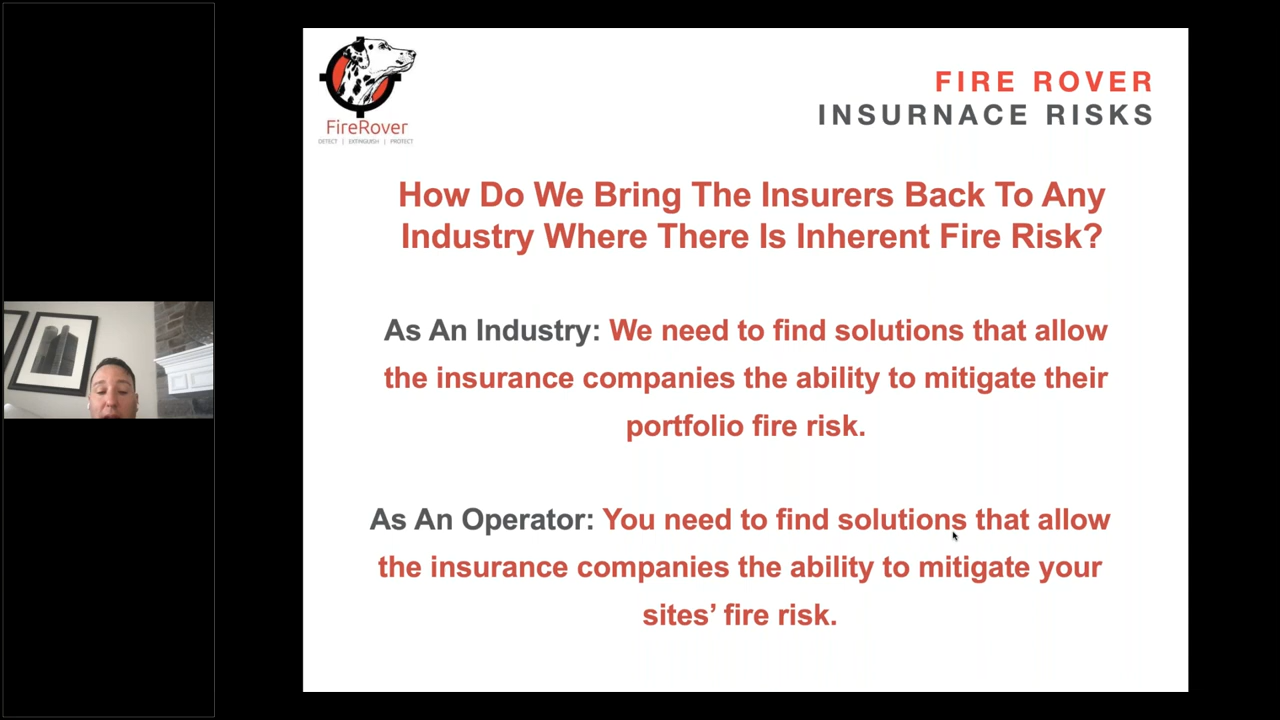 FireRover
DETECT | EXTINGUISH | PROTECT
FIRE ROVER
INSURNACE RISKS
How Do We Bring The Insurers Back To Any
Industry Where There Is Inherent Fire Risk?
As An Industry: We need to find solutions that allow
the insurance companies the ability to mitigate their
portfolio fire risk.
As An Operator: You need to find solutions that allow
the insurance companies the ability to mitigate your
sites’ fire risk.